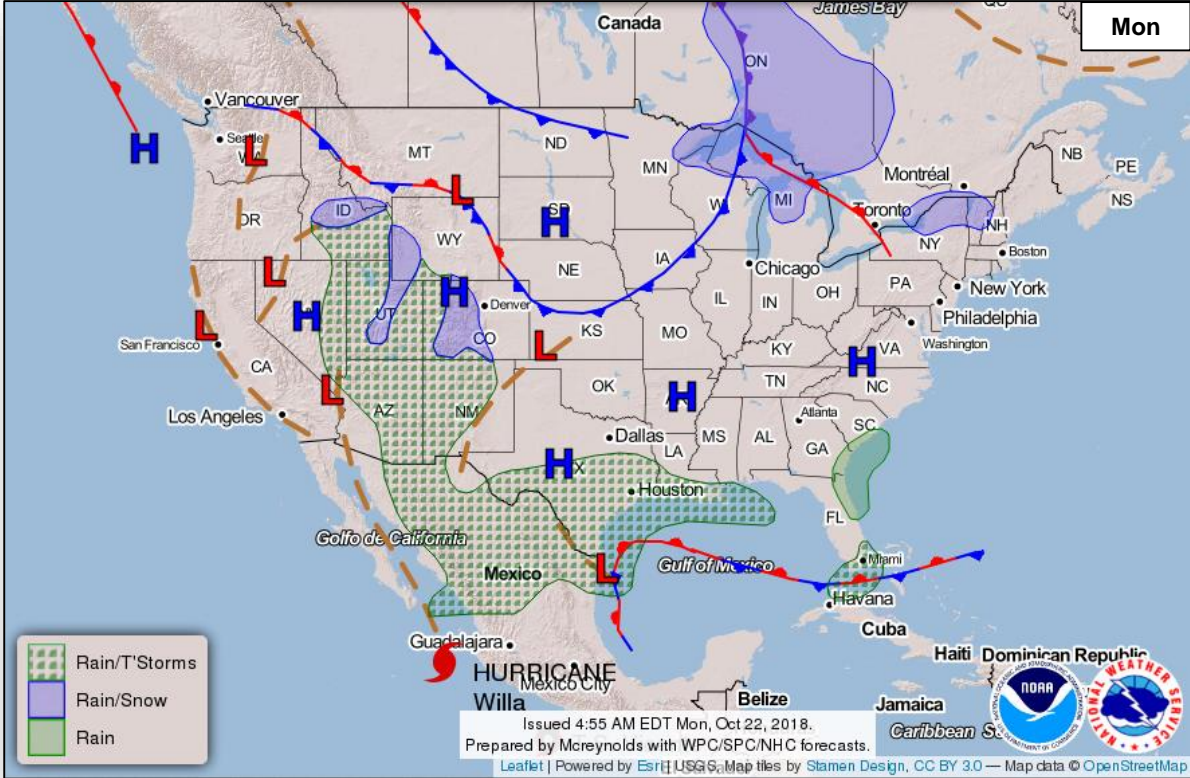 Mon
Canada
James Bay
QC
ON
Vancouver
Seattle
WA
MT
ND
MN
Montréal
NB
PE
NS
H
L
L
OR
ID
WY
H
SD
WI
MI
Toronto
NY
NH
Boston
L
NE
IA
Chicago
PA
New York
H
H
Denver
IL
IN
OH
Philadelphia
L
San Francisco
UT
CO
L
KS
MO
KY
H
VA
Washington
CA
L
AZ
NM
OK
H
TN
NC
Los Angeles
Dallas
LA
MS
AL
Atlanta
GA
SC
H
Houston
FL
Golfo de California
Mexico
L
Gulf of Mexico
Miami
Havana
Cuba
Guadalajara
HURRICANE
Willa
Mexico City
Haiti
Dominican Republic
Belize
Jamaica
Rain/T'Storms
Rain/Snow
Rain
NOAA
NATIONAL WEATHER SERVICE
Issued 4:55 AM EDT Mon, Oct 22, 2018.
Caribbean S
Prepared by Mcreynolds with WPC/SPC/NHC forecasts.
Leaflet | Powered by Esri | USGS, Map tiles by Stamen Design, CC BY 3.0 — Map data © OpenStreetMap